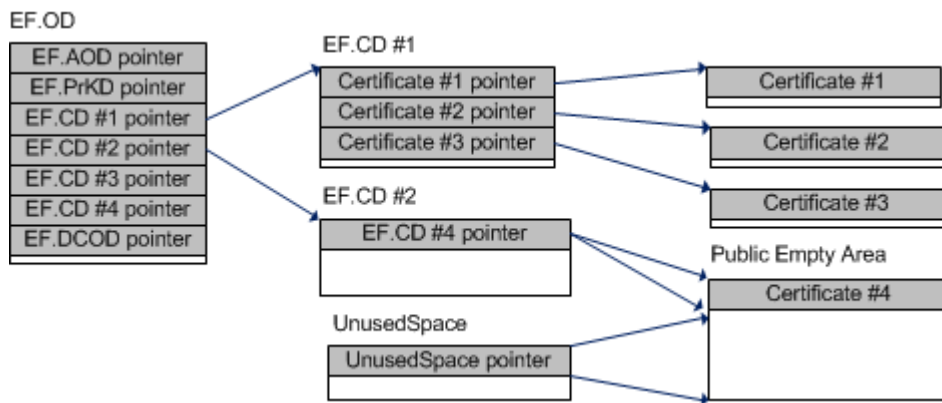 EF.OD
EF.AOD pointer
EF.PrKD pointer
EF.CD #1 pointer
EF.CD #2 pointer
EF.CD #3 pointer
EF.CD #4 pointer
EF.DCOD pointer
EF.CD #1
Certificate #1 pointer
Certificate #2 pointer
Certificate #3 pointer
EF.CD #2
EF.CD #4 pointer
UnusedSpace
UnusedSpace pointer
Certificate #1
Certificate #2
Certificate #3
Public Empty Area
Certificate #4